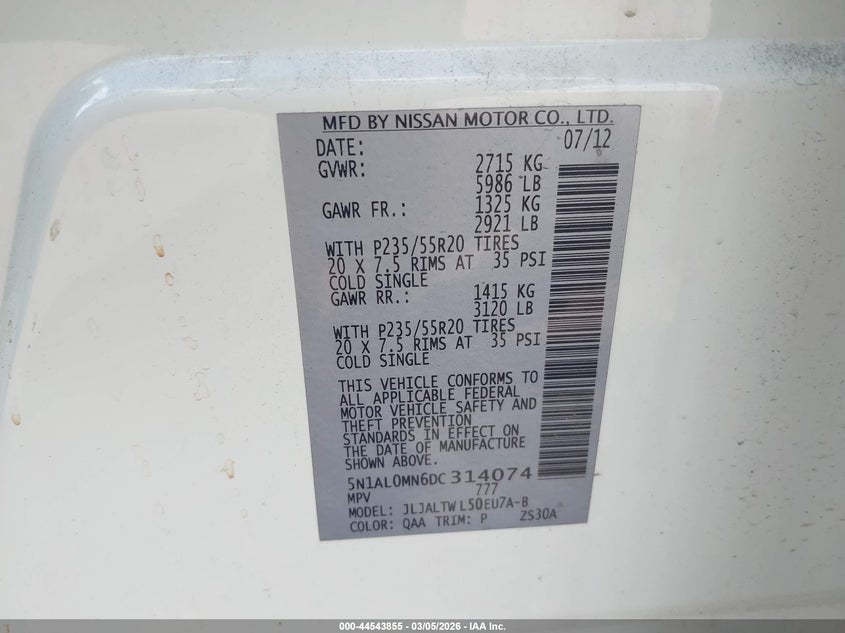 MFD BY NISSAN MOTOR CO., LTD.
DATE: 07/12
GVWR: 2715 KG
5986 LB
GAWR FR.: 1325 KG
2921 LB
WITH P235/55R20 TIRES
20 X 7.5 RIMS AT 35 PSI
COLD SINGLE
GAWR RR.: 1415 KG
3120 LB
WITH P235/55R20 TIRES
20 X 7.5 RIMS AT 35 PSI
COLD SINGLE
THIS VEHICLE CONFORMS TO
ALL APPLICABLE FEDERAL
MOTOR VEHICLE SAFETY AND
THEFT PREVENTION
STANDARDS IN EFFECT ON
THE DATE OF MANUFACTURE
SHOWN ABOVE.
5N1AL0MN6DC314074
MPV 777
MODEL: JLJALTWL50EU7A-B
COLOR: QAA TRIM: P ZS30A
000-44543855 - 03/05/2026 - IAA Inc.